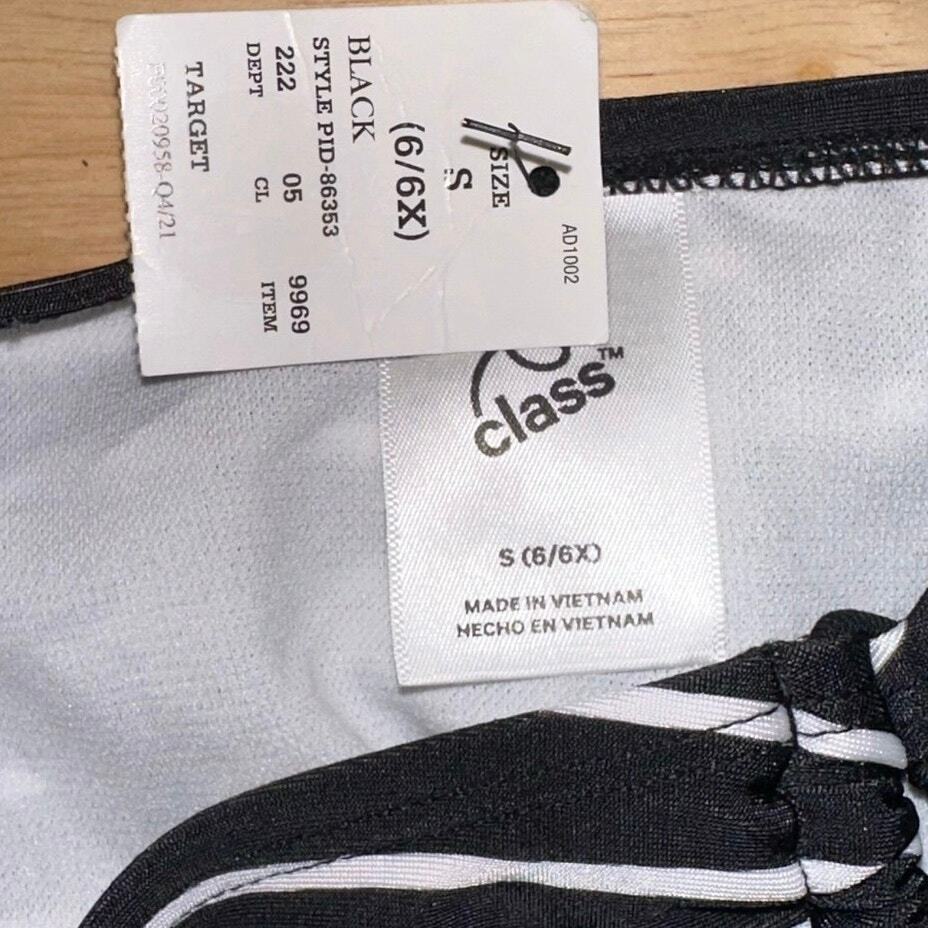 AD1002
SIZE
S
(6/6X)
BLACK
STYLE PID-86353
222 05 9969
DEPT CL ITEM
TARGET
class™
S (6/6X)
MADE IN VIETNAM
HECHO EN VIETNAM